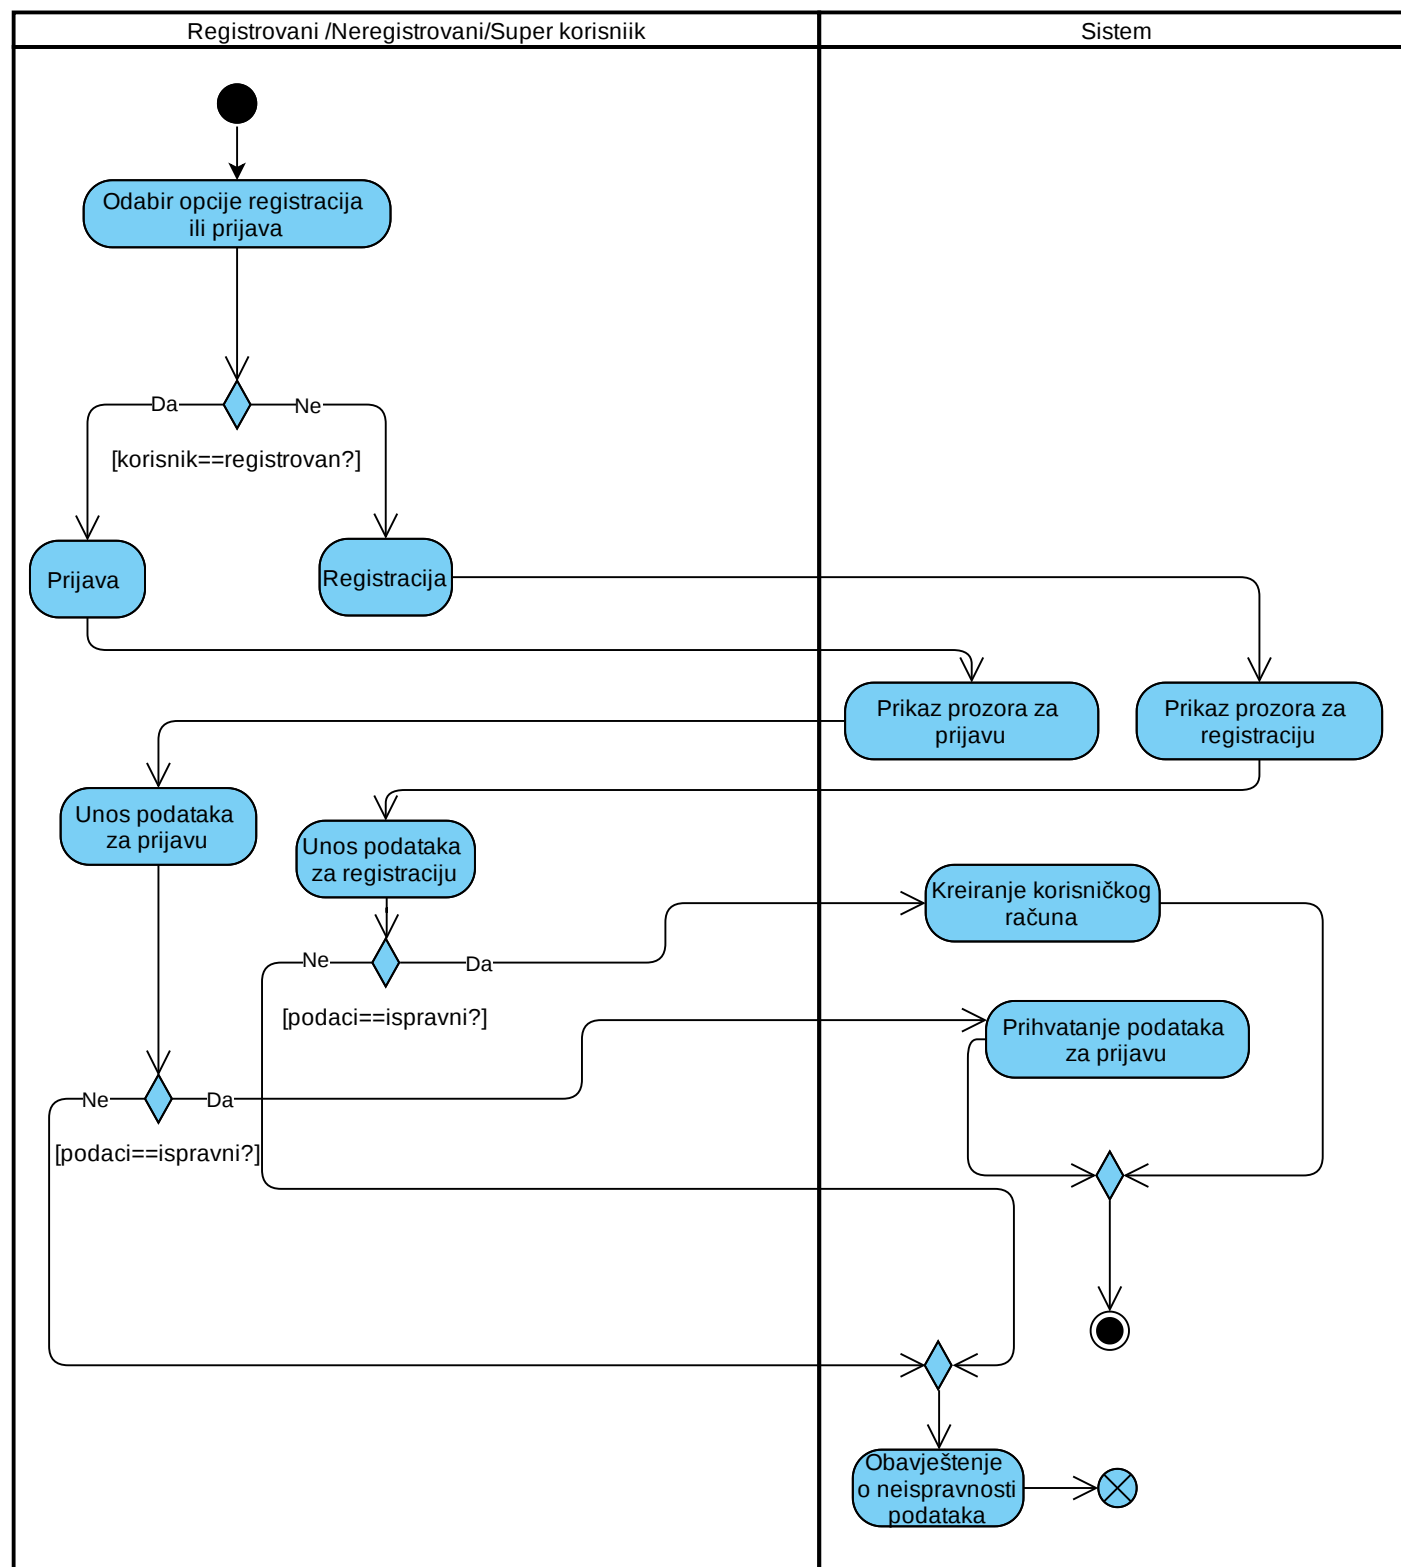 Registrovani /Neregistrovani/Super korisniik
Sistem
Odabir opcije registracija
ili prijava
Da
Ne
[korisnik==registrovan?]
Prijava
Registracija
Prikaz prozora za
prijavu
Prikaz prozora za
registraciju
Unos podataka
za prijavu
Unos podataka
za registraciju
Kreiranje korisničkog
računa
Ne
Da
[podaci==ispravni?]
Prihvatanje podataka
za prijavu
Ne
Da
[podaci==ispravni?]
Obavještenje
o neispravnosti
podataka